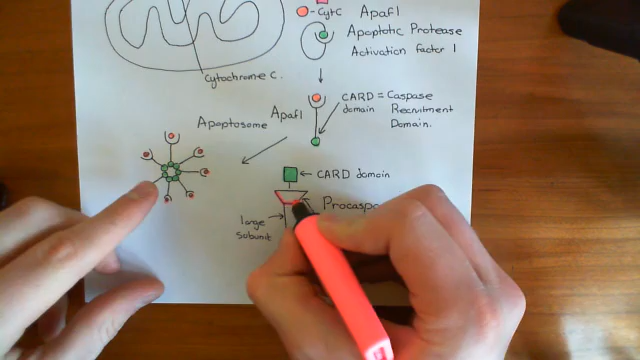 -CytC Apaf1
Apoptotic Protease
Activation factor 1
Cytochrome C.
Apaf1
CARD = Caspase
domain Recruitment
Domain.
Apoptosome
CARD domain
Procaspa
large
subunit